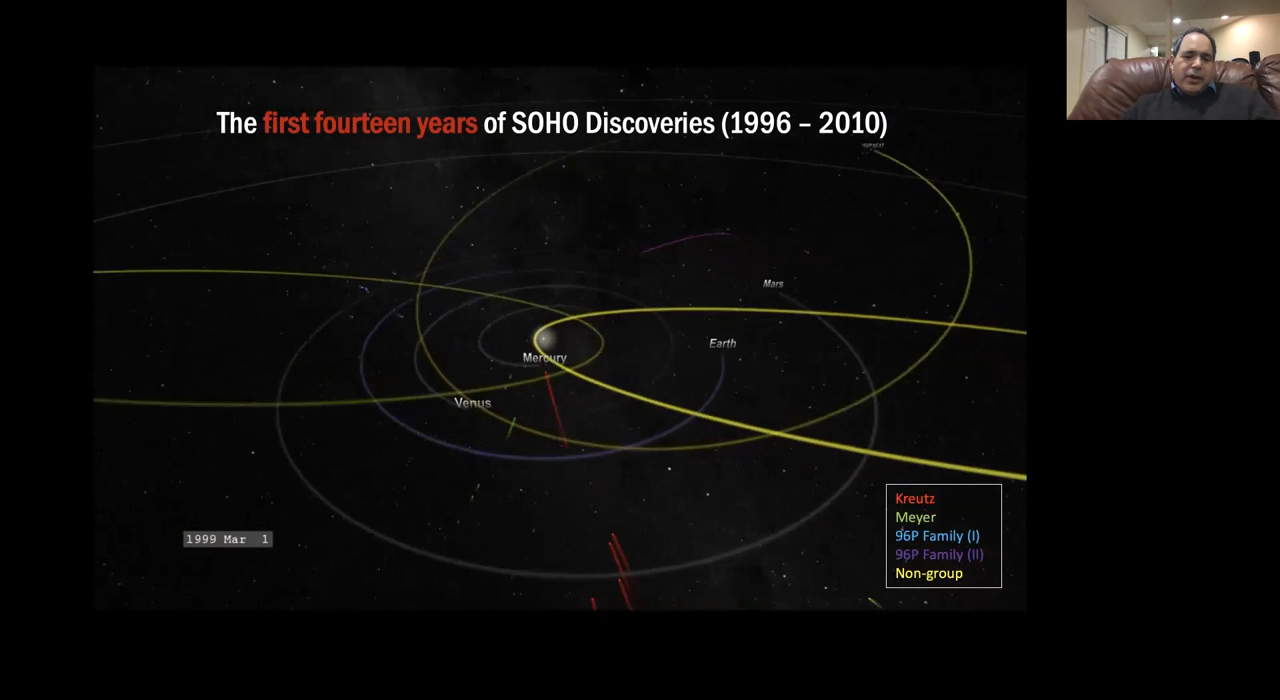 The first fourteen years of SOHO Discoveries (1996 – 2010)
Mars
Earth
Mercury
Venus
1999 Mar 1
Kreutz
Meyer
96P Family (I)
96P Family (II)
Non-group